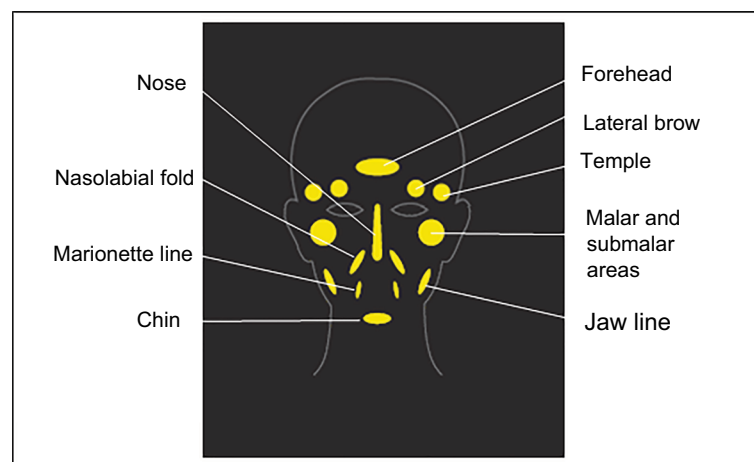 Nose
Nasolabial fold
Marionette line
Chin
Forehead
Lateral brow
Temple
Malar and
submalar
areas
Jaw line